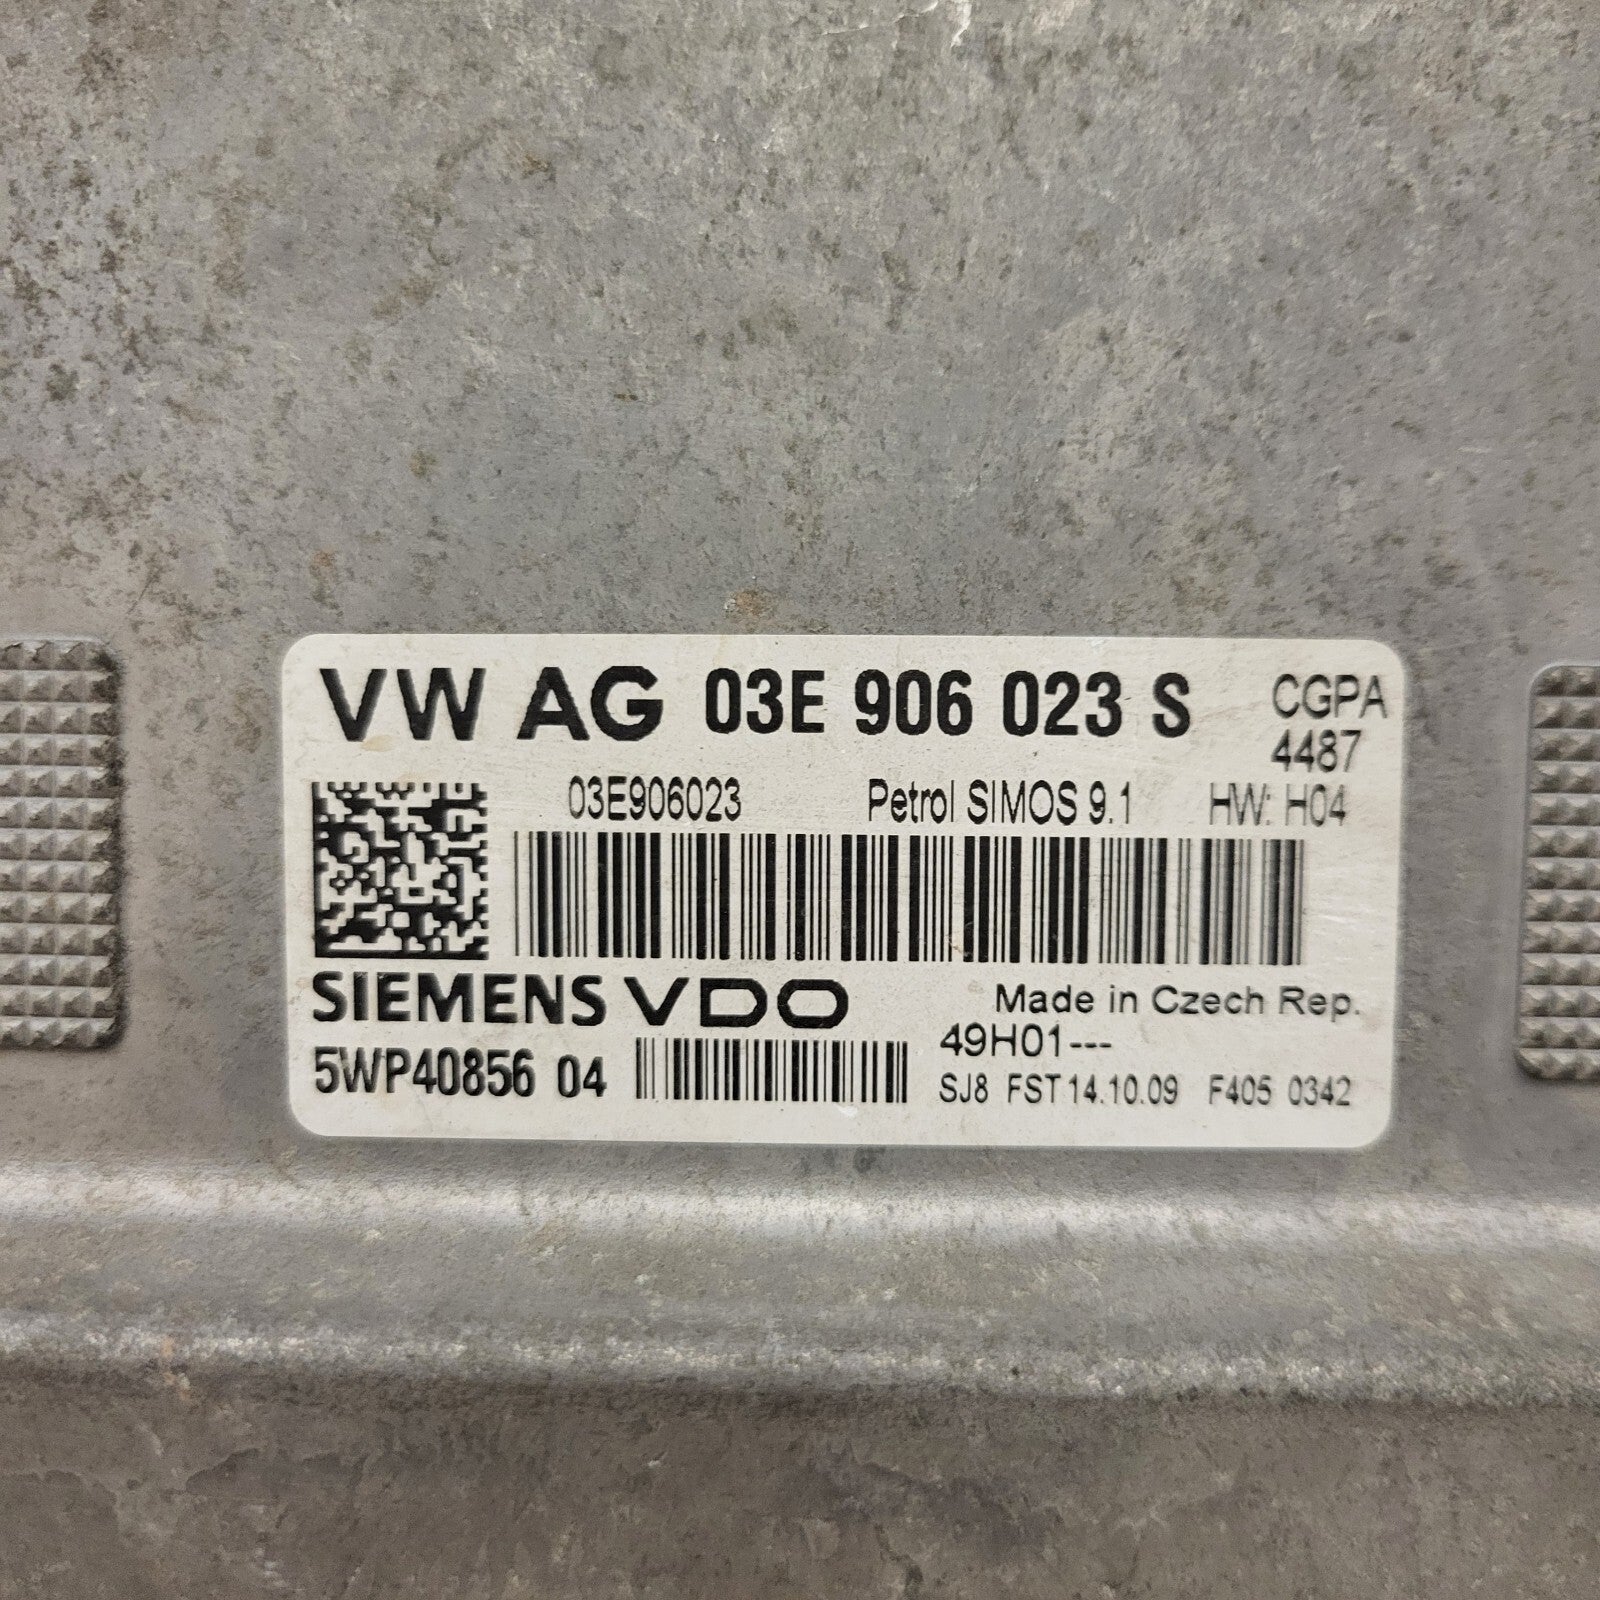 VW AG 03E 906 023 S CGPA
4487
03E906023 Petrol SIMOS 9.1 HW: H04
SIEMENS VDO Made in Czech Rep.
49H01---
5WP40856 04 SJ8 FST 14.10.09 F405 0342